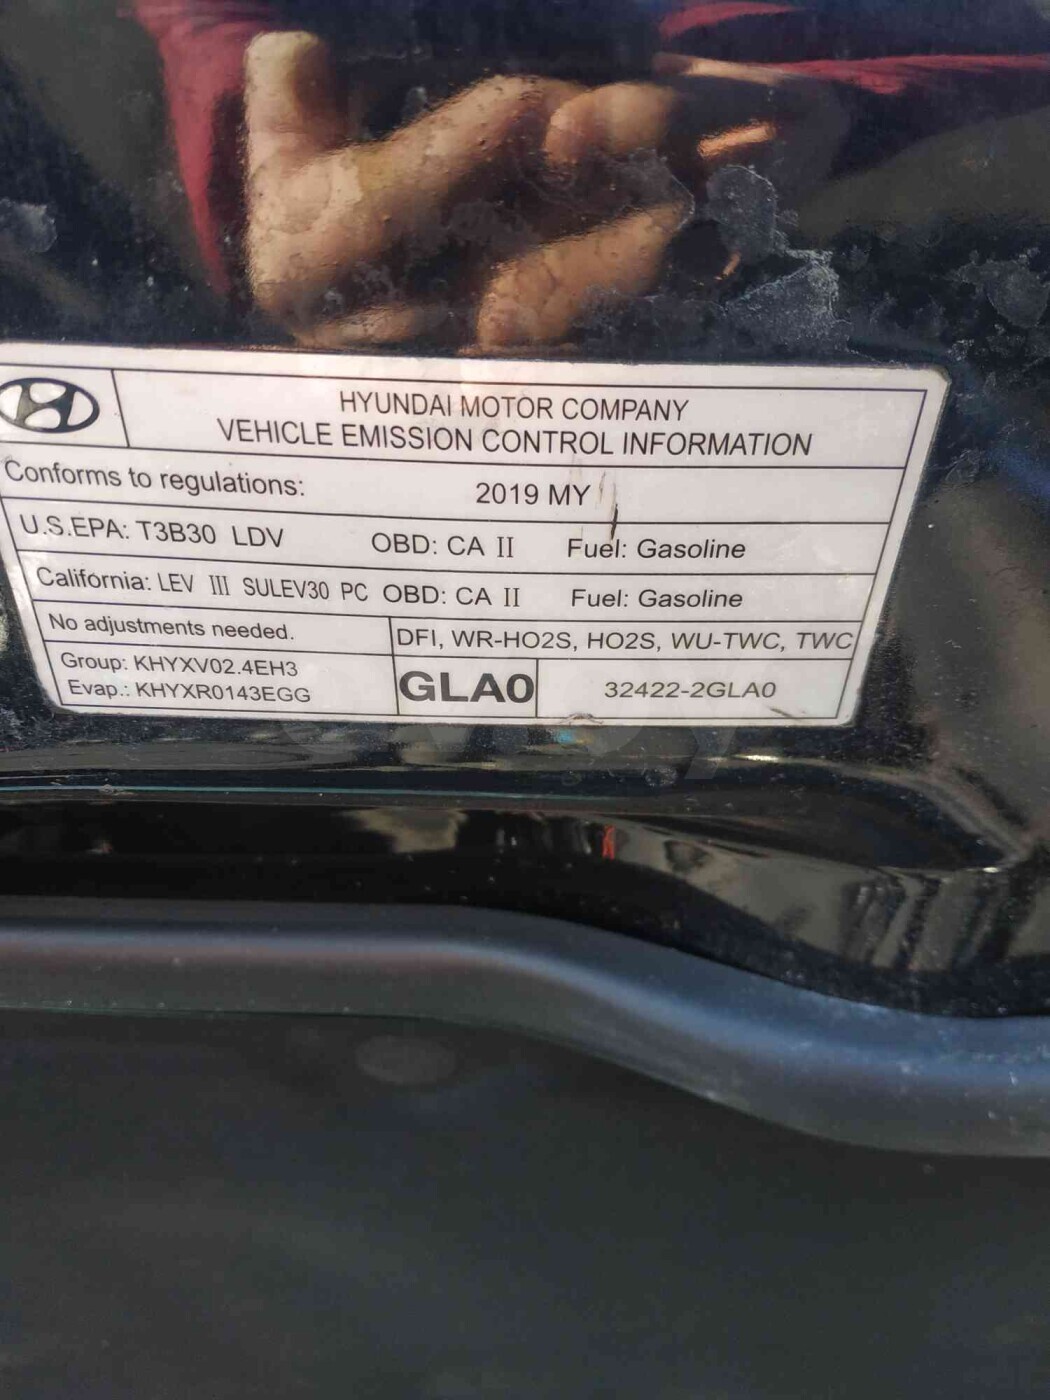 HYUNDAI MOTOR COMPANY
VEHICLE EMISSION CONTROL INFORMATION
Conforms to regulations: 2019 MY
U.S.EPA: T3B30 LDV OBD: CA II Fuel: Gasoline
California: LEV III SULEV30 PC OBD: CA II Fuel: Gasoline
No adjustments needed. DFI, WR-HO2S, HO2S, WU-TWC, TWC
Group: KHYXV02.4EH3
Evap.: KHYXR0143EGG
GLA0 32422-2GLA0